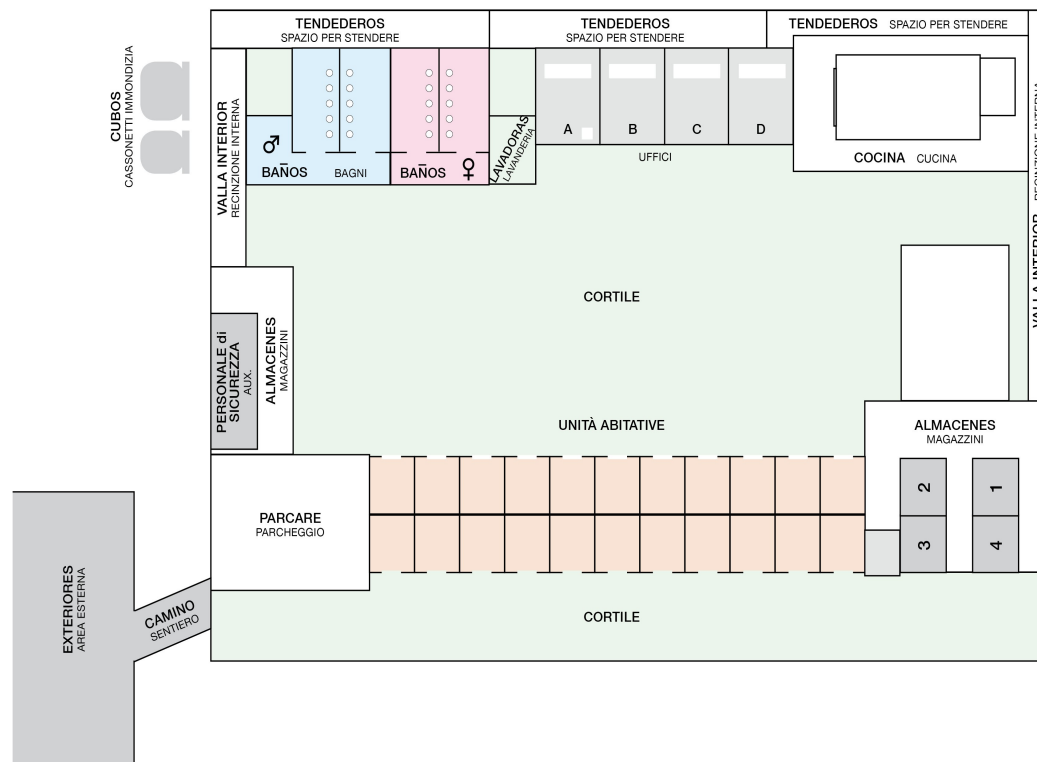 TENDEDEROS
SPAZIO PER STENDERE
TENDEDEROS
SPAZIO PER STENDERE
TENDEDEROS SPAZIO PER STENDERE
CUBOS
CASSONETTI IMMONDIZIA
VALLA INTERIOR
RECINZIONE INTERNA
♂
BAÑOS BAGNI
BAÑOS ♀
LAVADORAS
LAVANDERIA
A B C D
UFFICI
COCINA CUCINA
VALLA INTERIOR RECINZIONE INTERNA
CORTILE
PERSONALE di
SICUREZZA
AUX.
ALMACENES
MAGAZZINI
UNITÀ ABITATIVE
ALMACENES
MAGAZZINI
2 1
3 4
PARCARE
PARCHEGGIO
EXTERIORES
AREA ESTERNA
CAMINO
SENTIERO
CORTILE